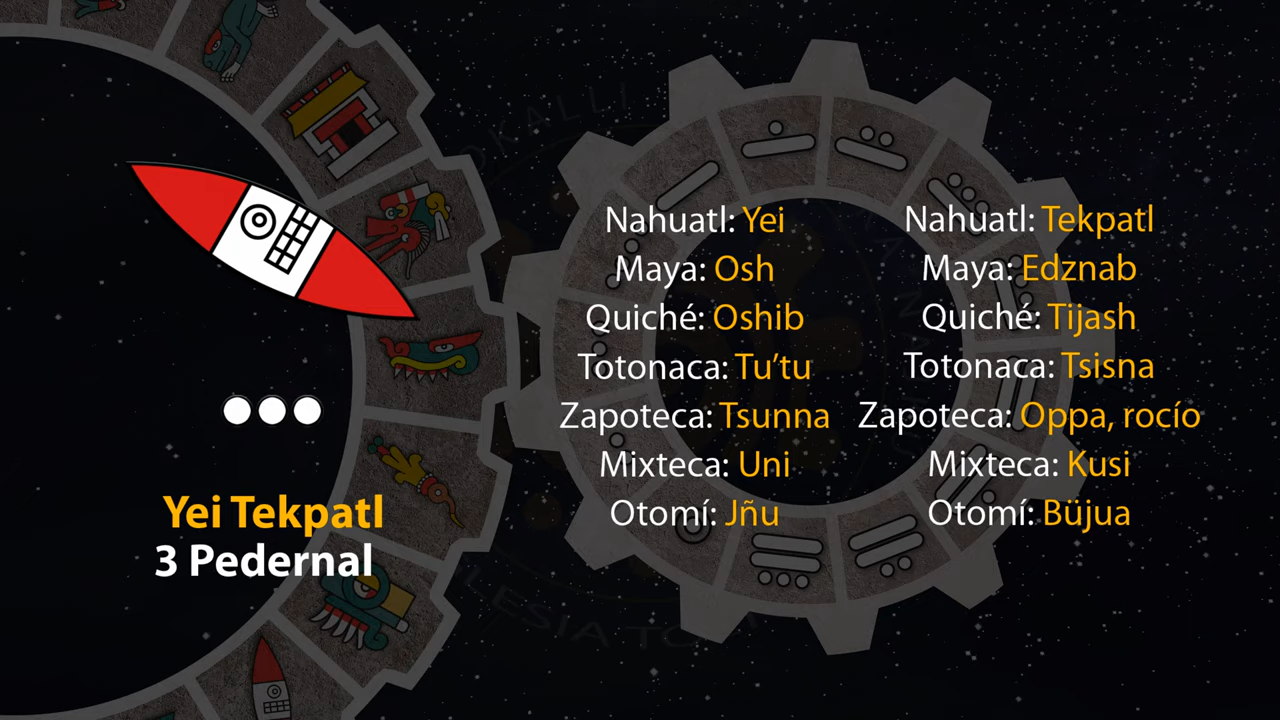 Nahuatl: Yei
Maya: Osh
Quiché: Oshib
Totonaca: Tu’tu
Zapoteca: Tsunna
Mixteca: Uni
Otomí: Jñu
Nahuatl: Tekpatl
Maya: Edznab
Quiché: Tijash
Totonaca: Tsisna
Zapoteca: Oppa, rocío
Mixteca: Kusi
Otomí: Büjua
Yei Tekpatl
3 Pedernal